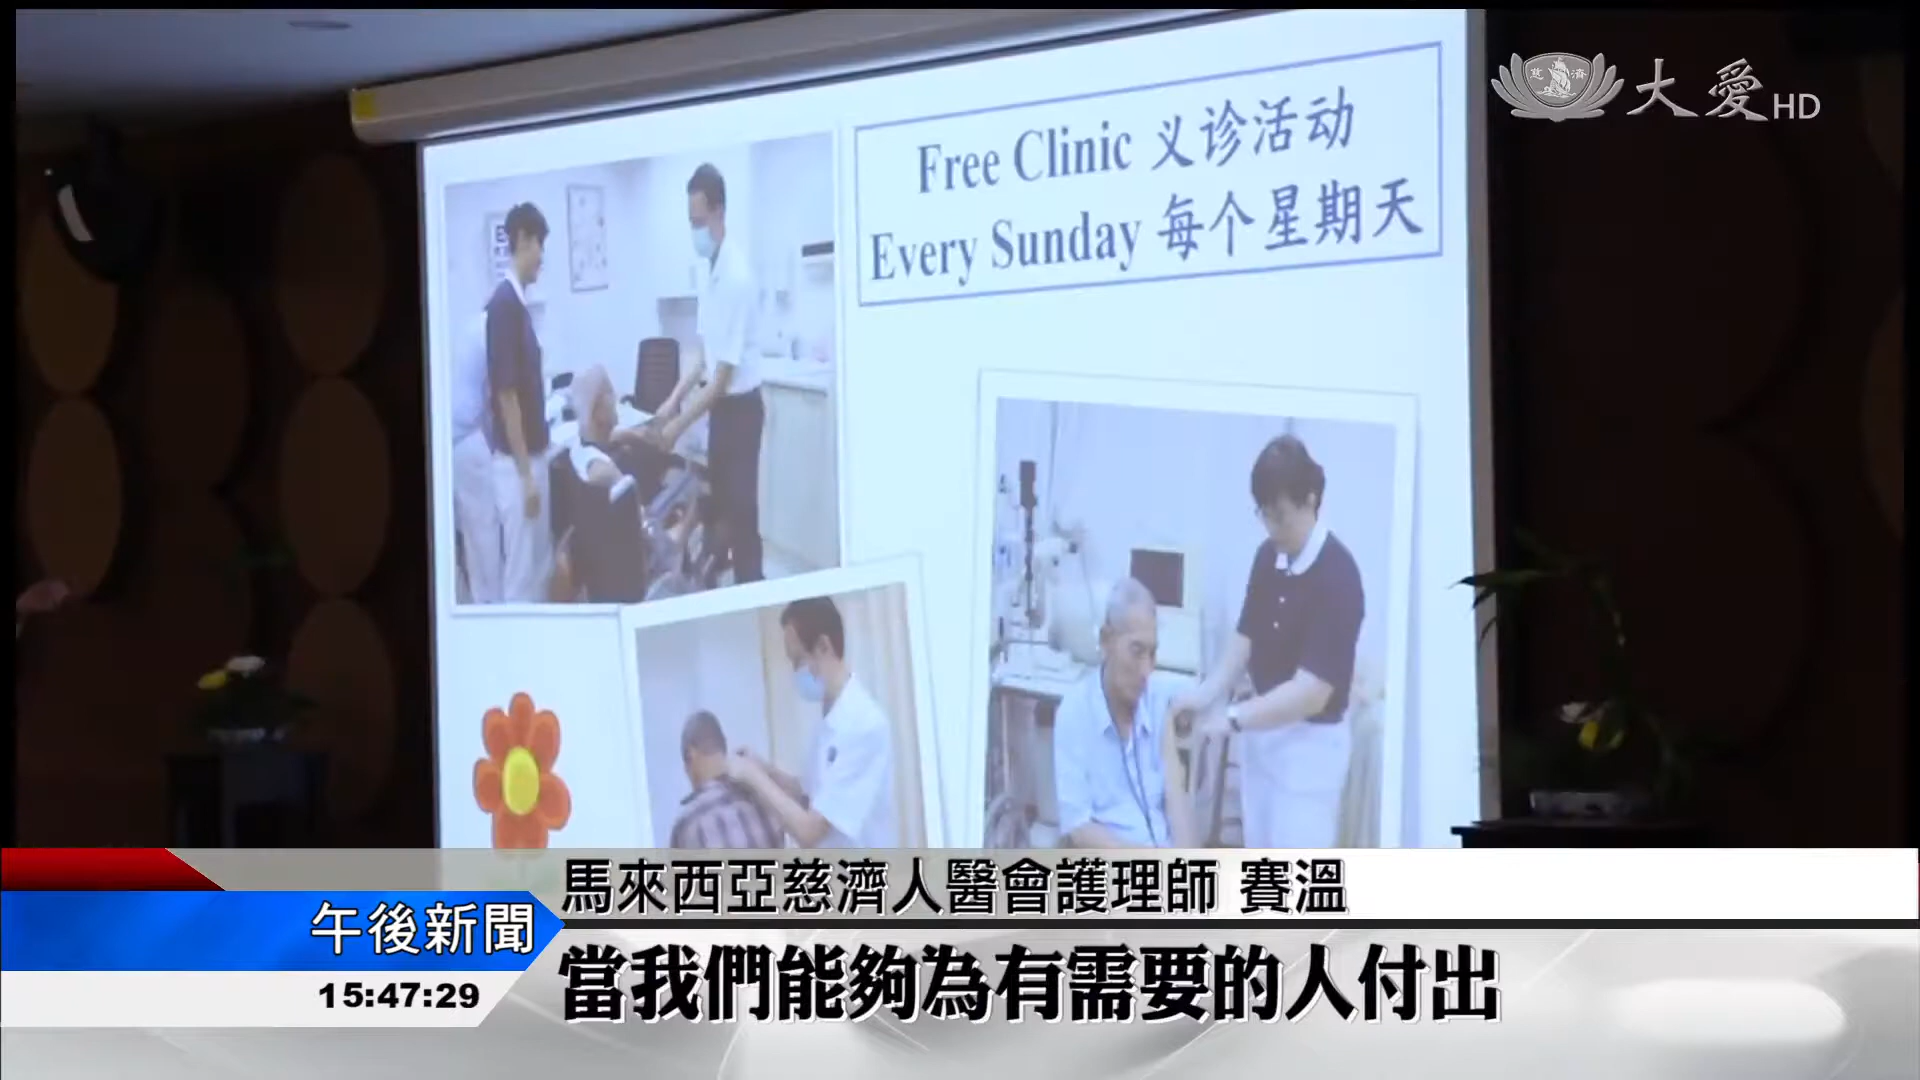 慈濟
大愛HD
Free Clinic 义诊活动
Every Sunday 每个星期天
馬來西亞慈濟人醫會護理師 賽溫
午後新聞
當我們能夠為有需要的人付出
15:47:29